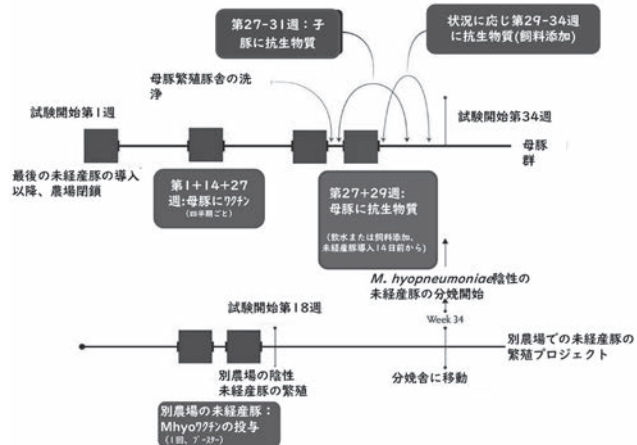 第27-31週：子
豚に抗生物質
状況に応じ第29-34週
に抗生物質(飼料添加)
母豚繁殖豚舎の洗
浄
試験開始第1週
試験開始第34週
母豚
群
最後の未経産豚の導入
以降、農場閉鎖
第1+14+27
週:母豚にワクチン
(四半期ごと)
第27+29週:
母豚に抗生物質
(飲水または飼料添加、
未経産豚導入14日前から)
M. hyopneumoniae陰性の
未経産豚の分娩開始
試験開始第18週
Week 34
別農場での未経産豚の
繁殖プロジェクト
別農場の陰性
未経産豚の繁殖
分娩舎に移動
別農場の未経産豚：
Mhyoワクチンの投与
(1回、ブースター)